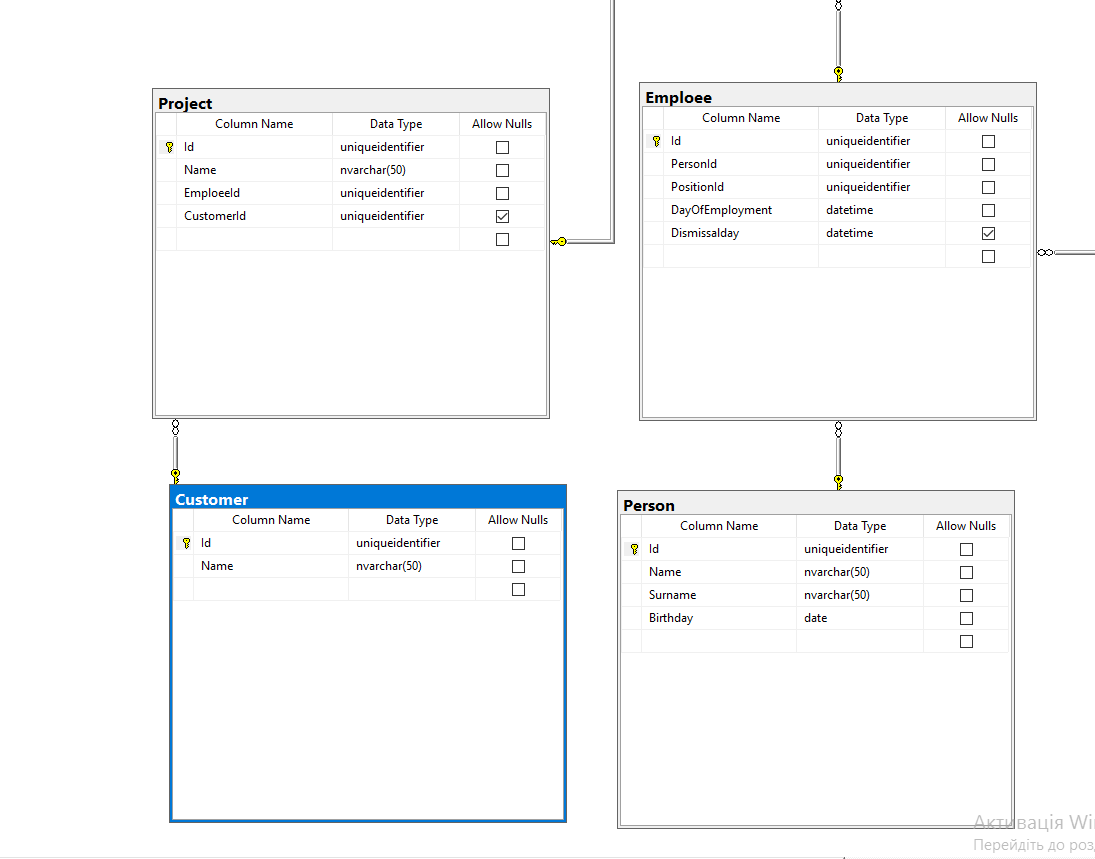 Project
Column Name Data Type Allow Nulls
Id uniqueidentifier
Name nvarchar(50)
EmploeeId uniqueidentifier
CustomerId uniqueidentifier
Emploee
Column Name Data Type Allow Nulls
Id uniqueidentifier
PersonId uniqueidentifier
PositionId uniqueidentifier
DayOfEmployment datetime
Dismissalday datetime
Customer
Column Name Data Type Allow Nulls
Id uniqueidentifier
Name nvarchar(50)
Person
Column Name Data Type Allow Nulls
Id uniqueidentifier
Name nvarchar(50)
Surname nvarchar(50)
Birthday date
Активація Wi
Перейдіть до роз